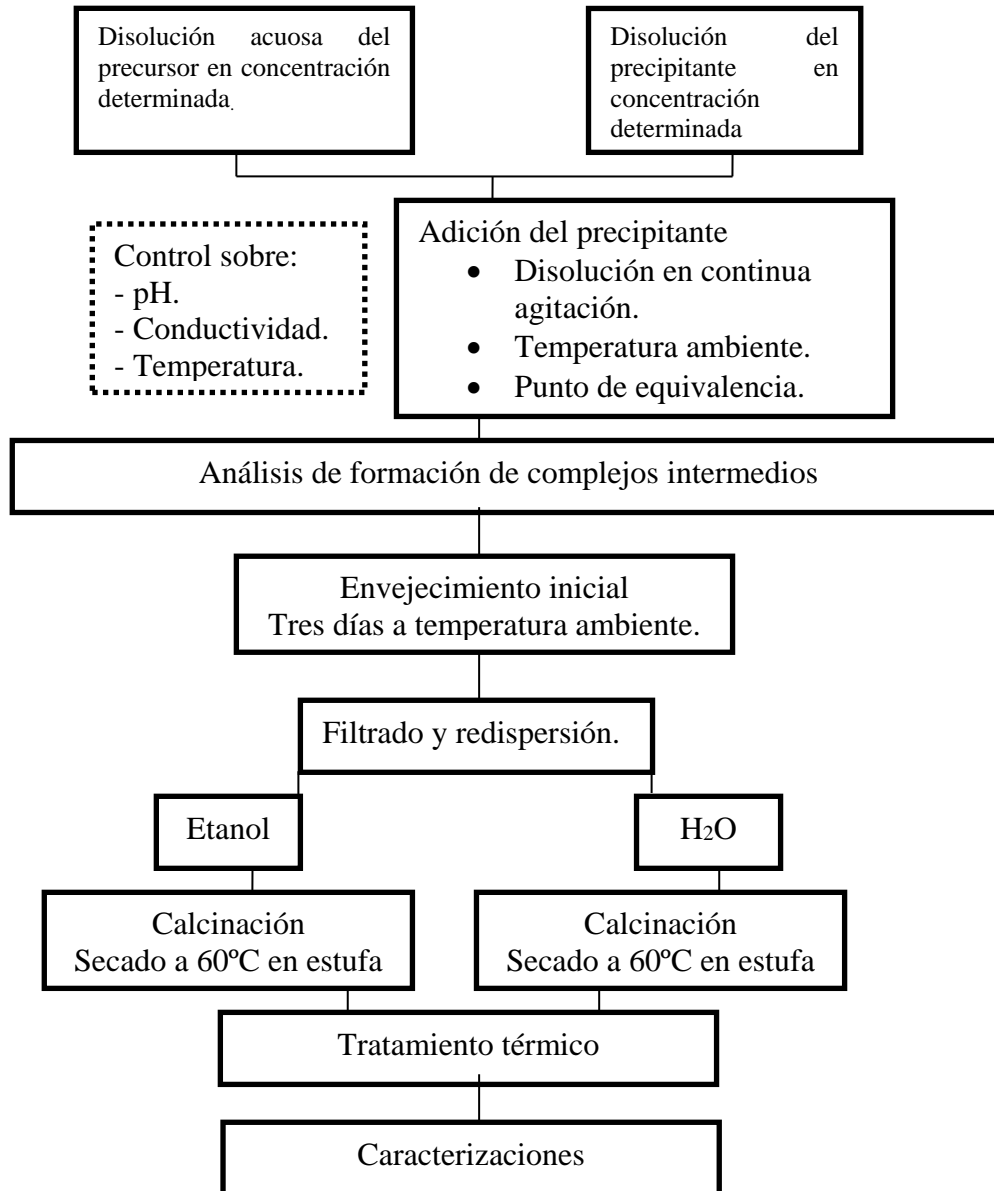 Disolución acuosa del
precursor en concentración
determinada.
Disolución del
precipitante en
concentración
determinada
Control sobre:
- pH.
- Conductividad.
- Temperatura.
Adición del precipitante
• Disolución en continua
agitación.
• Temperatura ambiente.
• Punto de equivalencia.
Análisis de formación de complejos intermedios
Envejecimiento inicial
Tres días a temperatura ambiente.
Filtrado y redispersión.
Etanol
H₂O
Calcinación
Secado a 60ºC en estufa
Calcinación
Secado a 60ºC en estufa
Tratamiento térmico
Caracterizaciones